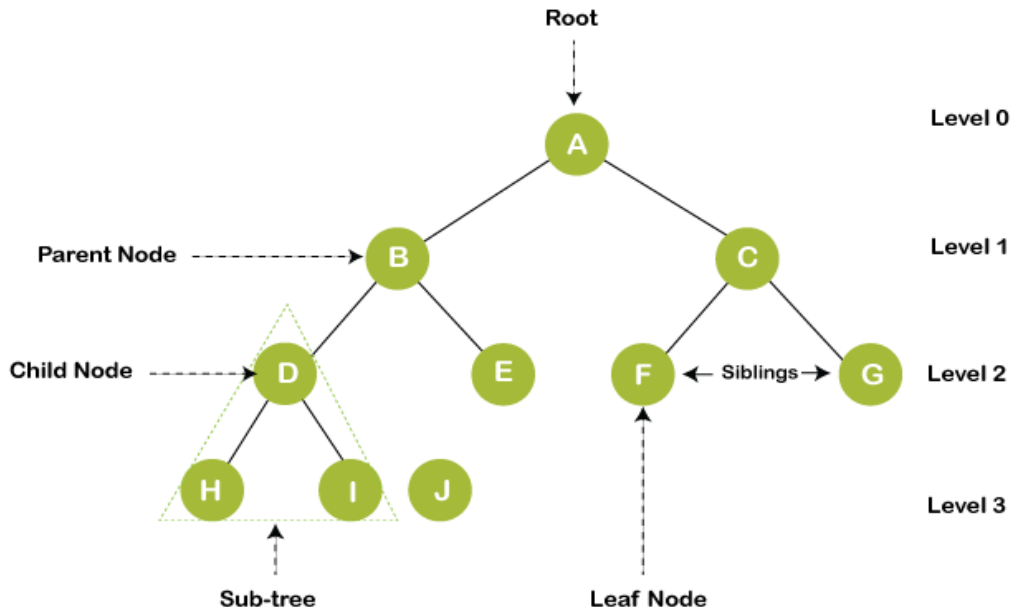 Root
Level 0
A
Parent Node
B
C
Level 1
Child Node
D
E
F
Siblings
G
Level 2
H
I
J
Level 3
Sub-tree
Leaf Node